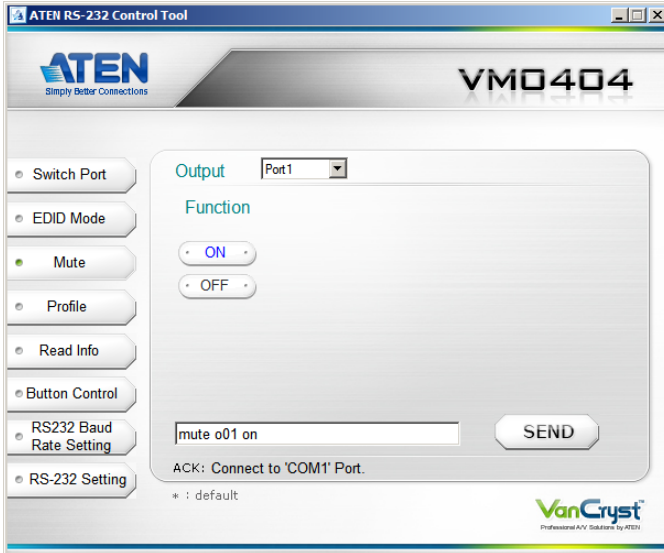 ATEN RS-232 Control Tool
ATEN
Simply Better Connections
VM0404
Switch Port
EDID Mode
Mute
Profile
Read Info
Button Control
RS232 Baud
Rate Setting
RS-232 Setting
Output Port1
Function
ON
OFF
mute o01 on
SEND
ACK: Connect to 'COM1' Port.
* : default
VanCryst™
Professional A/V Solutions by ATEN